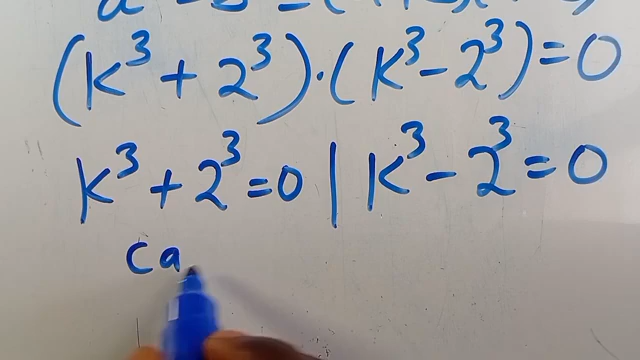 (k³ + 2³)·(k³ - 2³) = 0
k³ + 2³ = 0 | k³ - 2³ = 0
ca